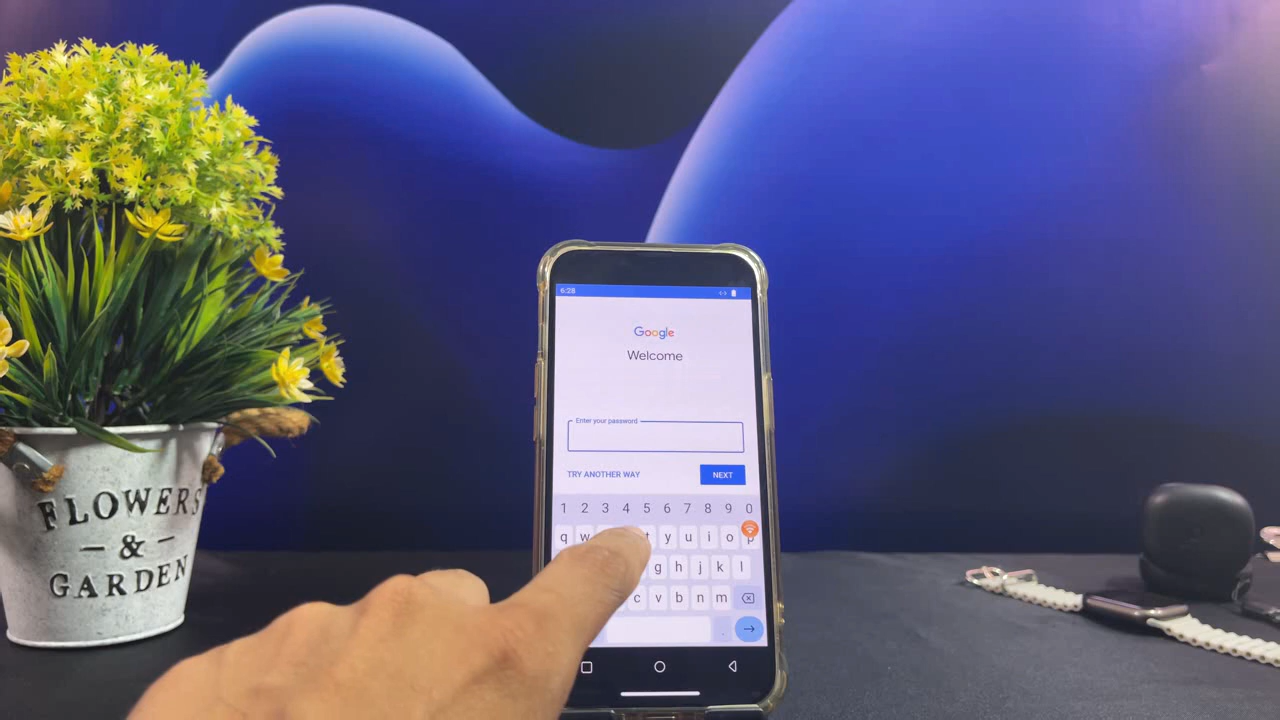 6:28
Google
Welcome
Enter your password
TRY ANOTHER WAY
NEXT
1 2 3 4 5 6 7 8 9 0
q w t y u i o p
g h j k l
c v b n m
.
FLOWERS
- & -
GARDEN